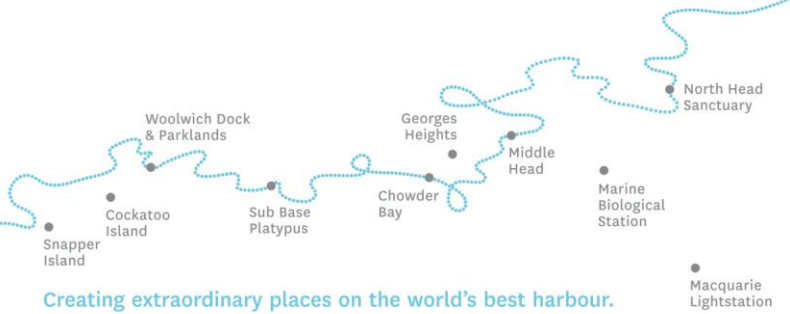 North Head
Sanctuary
Woolwich Dock
& Parklands
Georges
Heights
Middle
Head
Marine
Biological
Station
Chowder
Bay
Cockatoo
Island
Sub Base
Platypus
Snapper
Island
Macquarie
Lightstation
Creating extraordinary places on the world's best harbour.